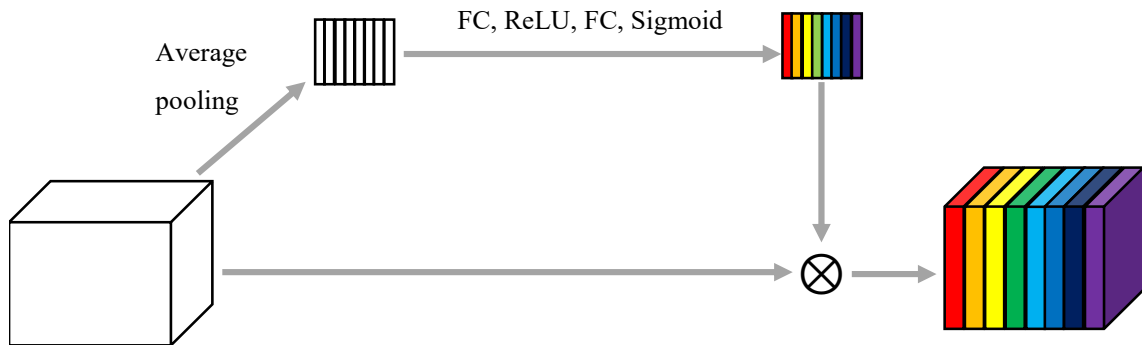 FC, ReLU, FC, Sigmoid
Average
pooling